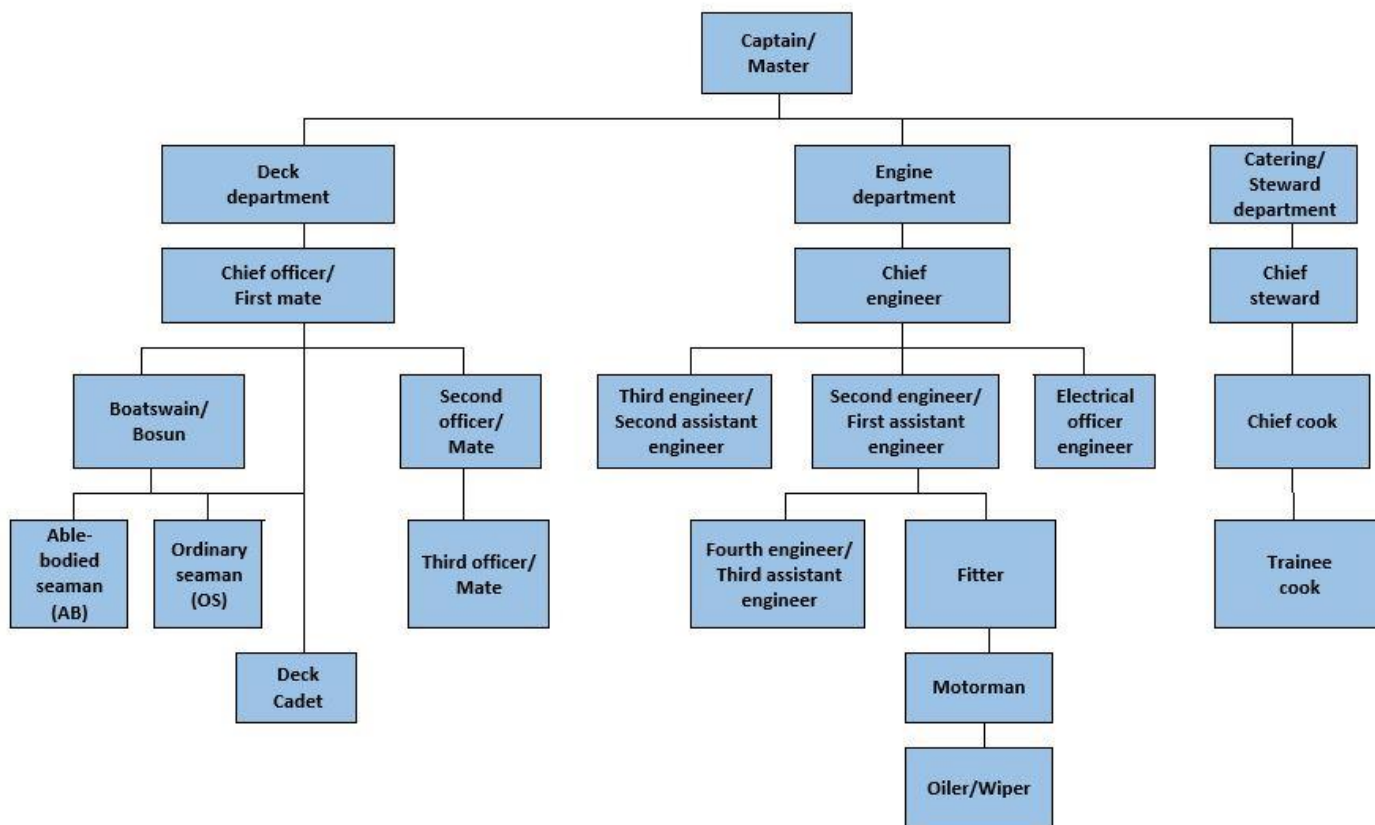 Captain/
Master
Deck
department
Engine
department
Catering/
Steward
department
Chief officer/
First mate
Chief
engineer
Chief
steward
Boatswain/
Bosun
Second
officer/
Mate
Third engineer/
Second assistant
engineer
Second engineer/
First assistant
engineer
Electrical
officer
engineer
Chief cook
Able-
bodied
seaman
(AB)
Ordinary
seaman
(OS)
Third officer/
Mate
Fourth engineer/
Third assistant
engineer
Fitter
Trainee
cook
Deck
Cadet
Motorman
Oiler/Wiper